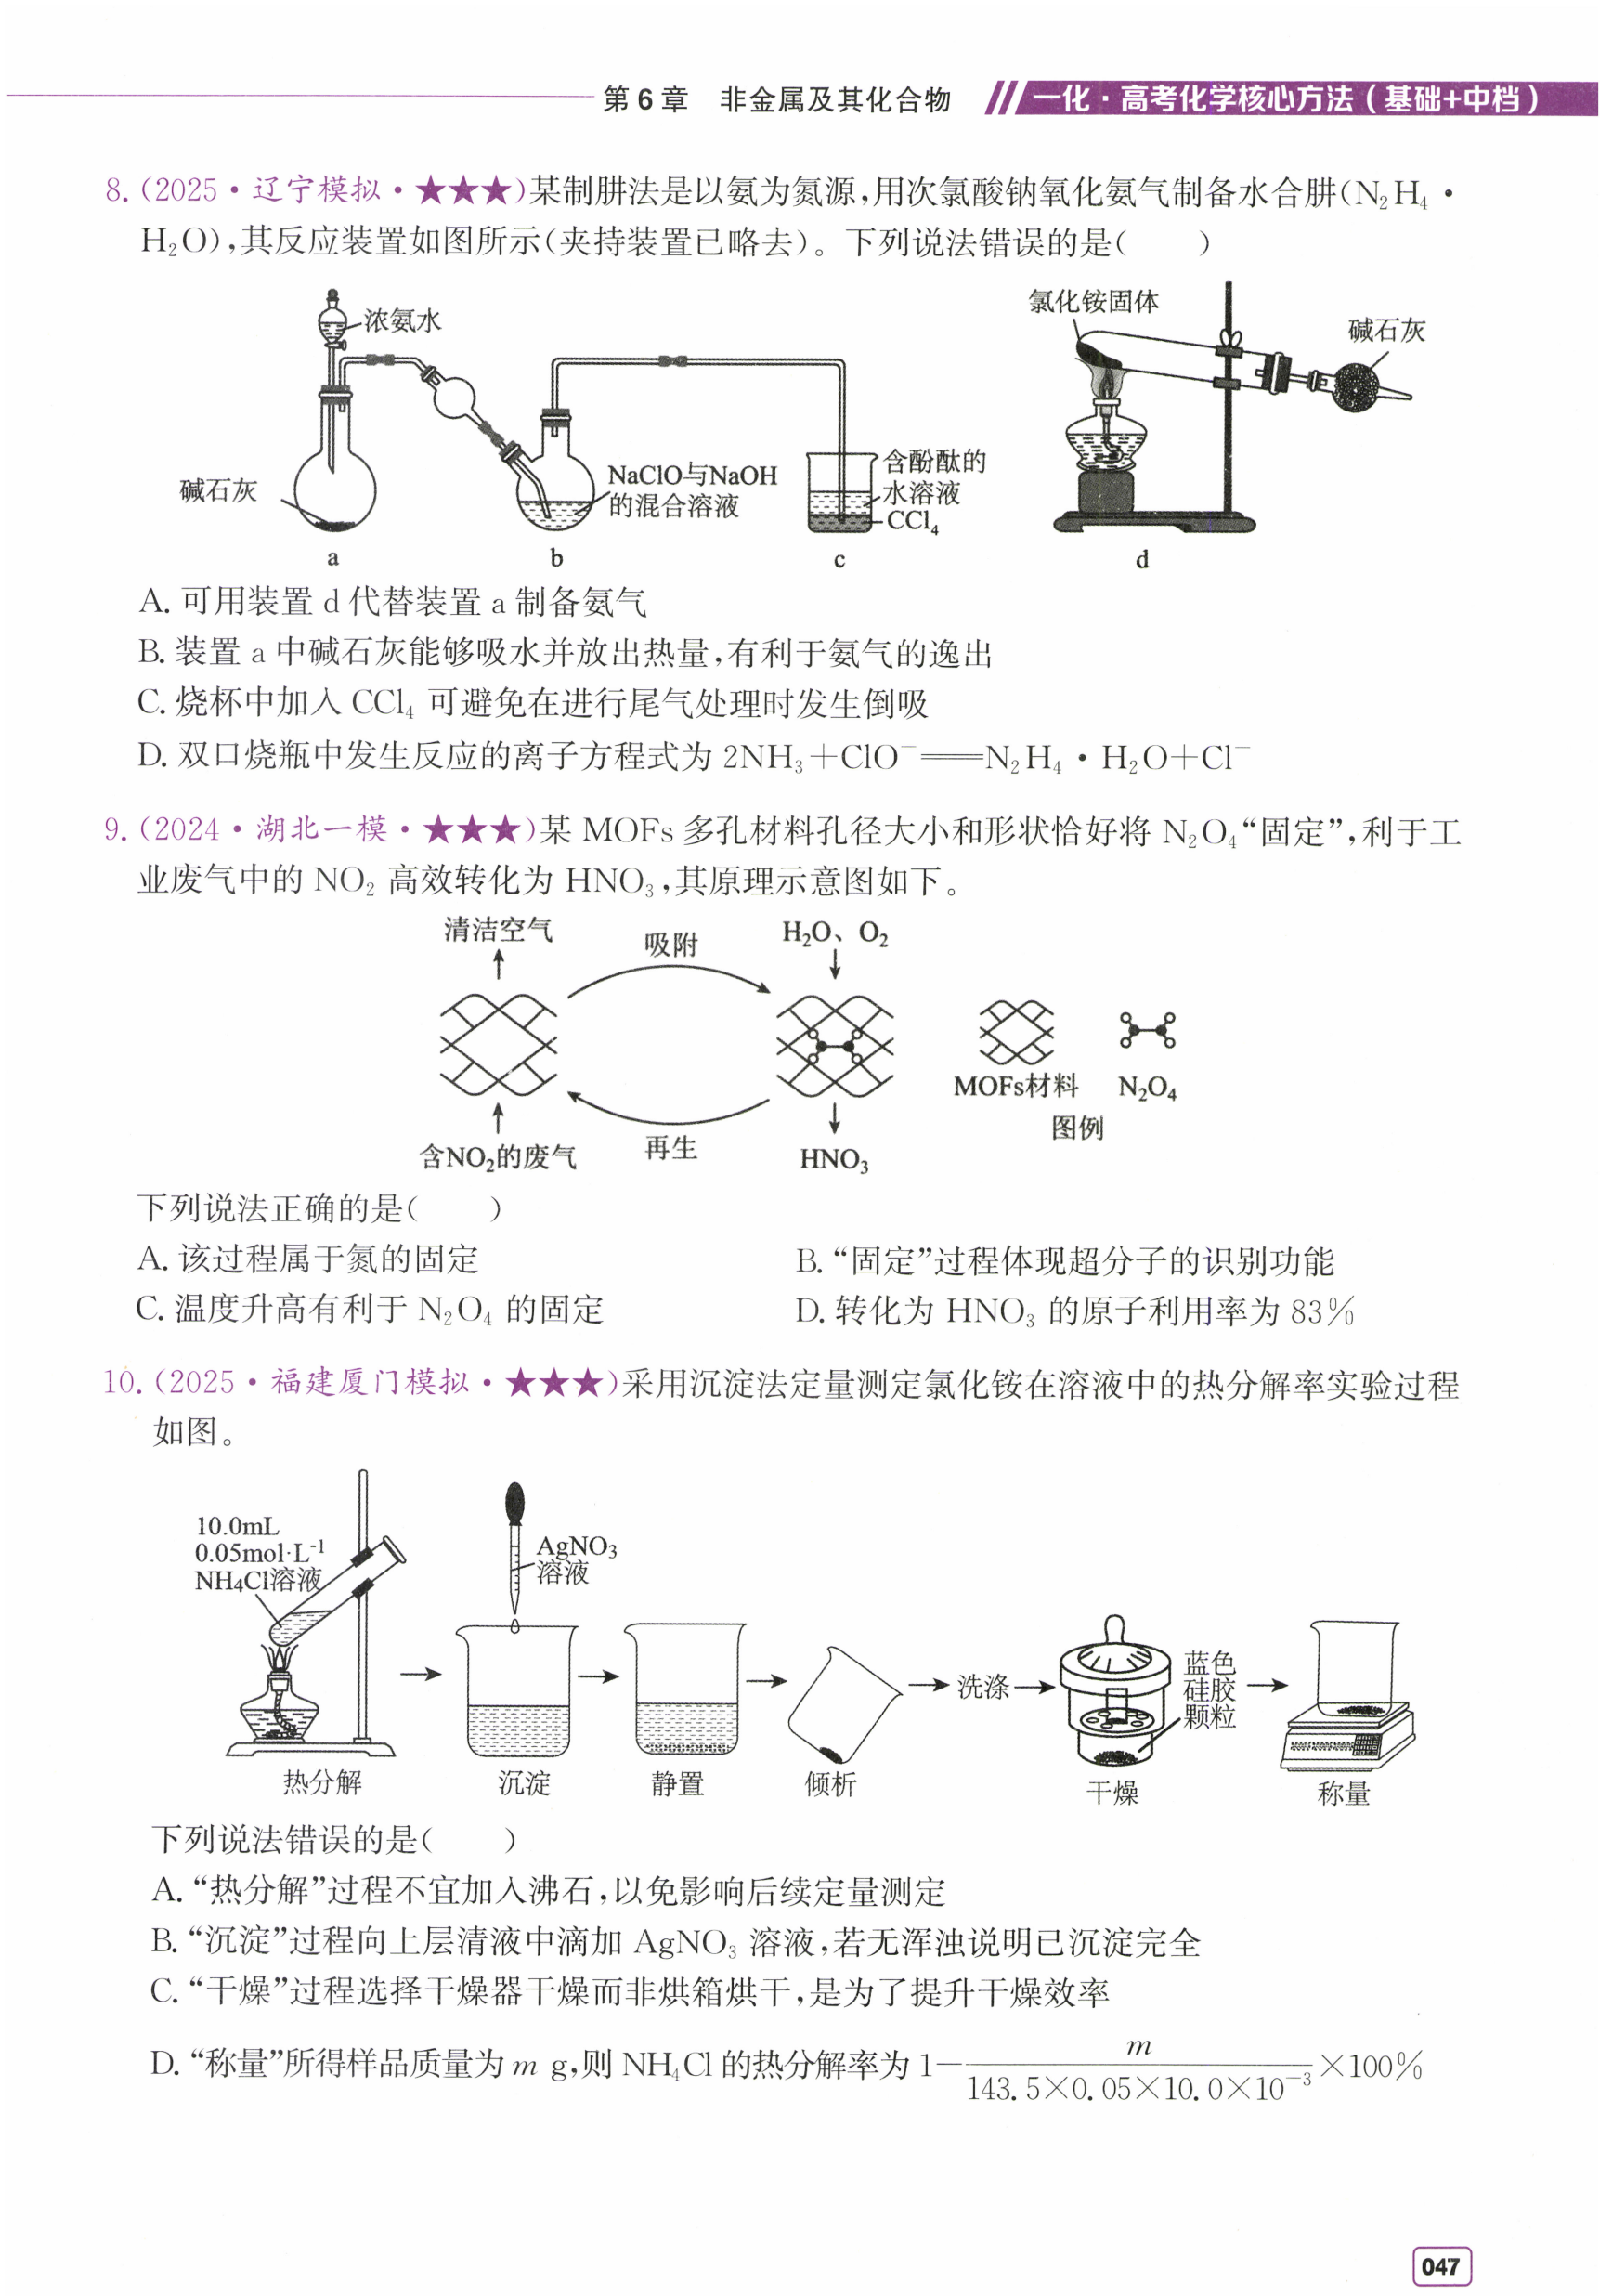 第6章 非金属及其化合物 一化·高考化学核心方法(基础+中档)
8.(2025·辽宁模拟·★★★)某制肼法是以氨为氮源,用次氯酸钠氧化氨气制备水合肼(N₂H₄·
H₂O),其反应装置如图所示(夹持装置已略去)。下列说法错误的是(  )
浓氨水
碱石灰
NaClO与NaOH
的混合溶液
含酚酞的
水溶液
CCl₄
氯化铵固体
碱石灰
a
b
c
d
A.可用装置d代替装置a制备氨气
B.装置a中碱石灰能够吸水并放出热量,有利于氨气的逸出
C.烧杯中加入CCl₄可避免在进行尾气处理时发生倒吸
D.双口烧瓶中发生反应的离子方程式为2NH₃+ClO⁻══N₂H₄·H₂O+Cl⁻
9.(2024·湖北一模·★★★)某MOFs多孔材料孔径大小和形状恰好将N₂O₄“固定”,利于工
业废气中的NO₂高效转化为HNO₃,其原理示意图如下。
清洁空气
吸附
H₂O、O₂
MOFs材料
N₂O₄
图例
含NO₂的废气
再生
HNO₃
下列说法正确的是(  )
A.该过程属于氮的固定 B.“固定”过程体现超分子的识别功能
C.温度升高有利于N₂O₄的固定 D.转化为HNO₃的原子利用率为83%
10.(2025·福建厦门模拟·★★★)采用沉淀法定量测定氯化铵在溶液中的热分解率实验过程
如图。
10.0mL
0.05mol·L⁻¹
NH₄Cl溶液
AgNO₃
溶液
洗涤
蓝色
硅胶
颗粒
热分解
沉淀
静置
倾析
干燥
称量
下列说法错误的是(  )
A.“热分解”过程不宜加入沸石,以免影响后续定量测定
B.“沉淀”过程向上层清液中滴加AgNO₃溶液,若无浑浊说明已沉淀完全
C.“干燥”过程选择干燥器干燥而非烘箱烘干,是为了提升干燥效率
D.“称量”所得样品质量为m g,则NH₄Cl的热分解率为1−m/(143.5×0.05×10.0×10⁻³)×100%
047